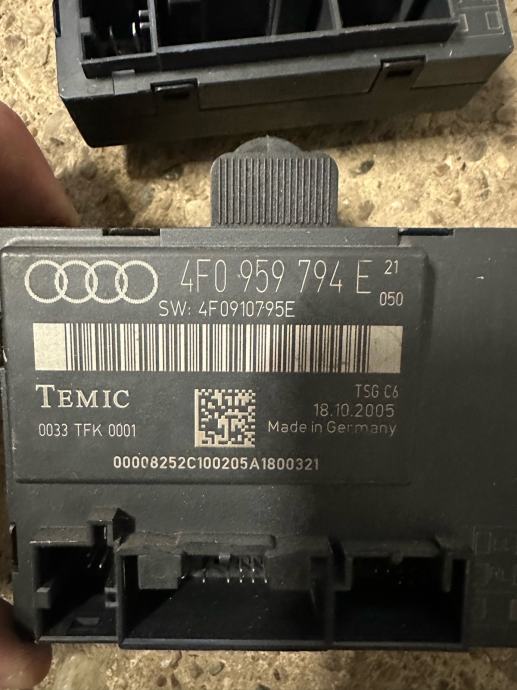 4F0 959 794 E 21
050
SW: 4F0910795E
TEMIC
TSG C6
18.10.2005
0033 TFK 0001
Made in Germany
00008252C100205A1800321